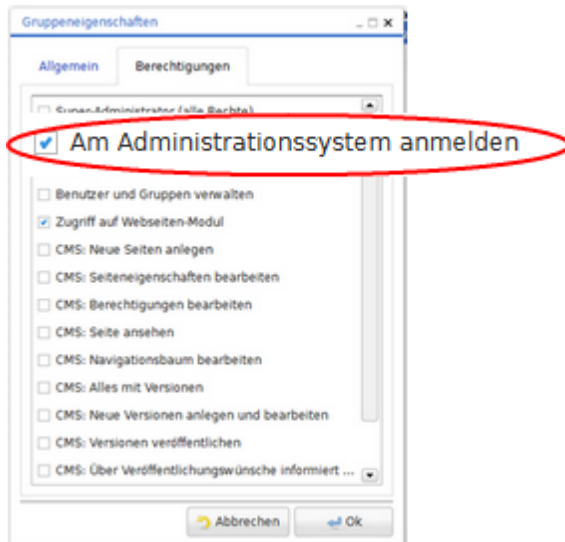 Gruppeneigenschaften
Allgemein Berechtigungen
Super-Administrator (alle Rechte)
Am Administrationssystem anmelden
Benutzer und Gruppen verwalten
Zugriff auf Webseiten-Modul
CMS: Neue Seiten anlegen
CMS: Seiteneigenschaften bearbeiten
CMS: Berechtigungen bearbeiten
CMS: Seite ansehen
CMS: Navigationsbaum bearbeiten
CMS: Alles mit Versionen
CMS: Neue Versionen anlegen und bearbeiten
CMS: Versionen veröffentlichen
CMS: Über Veröffentlichungswünsche informiert ...
Abbrechen Ok